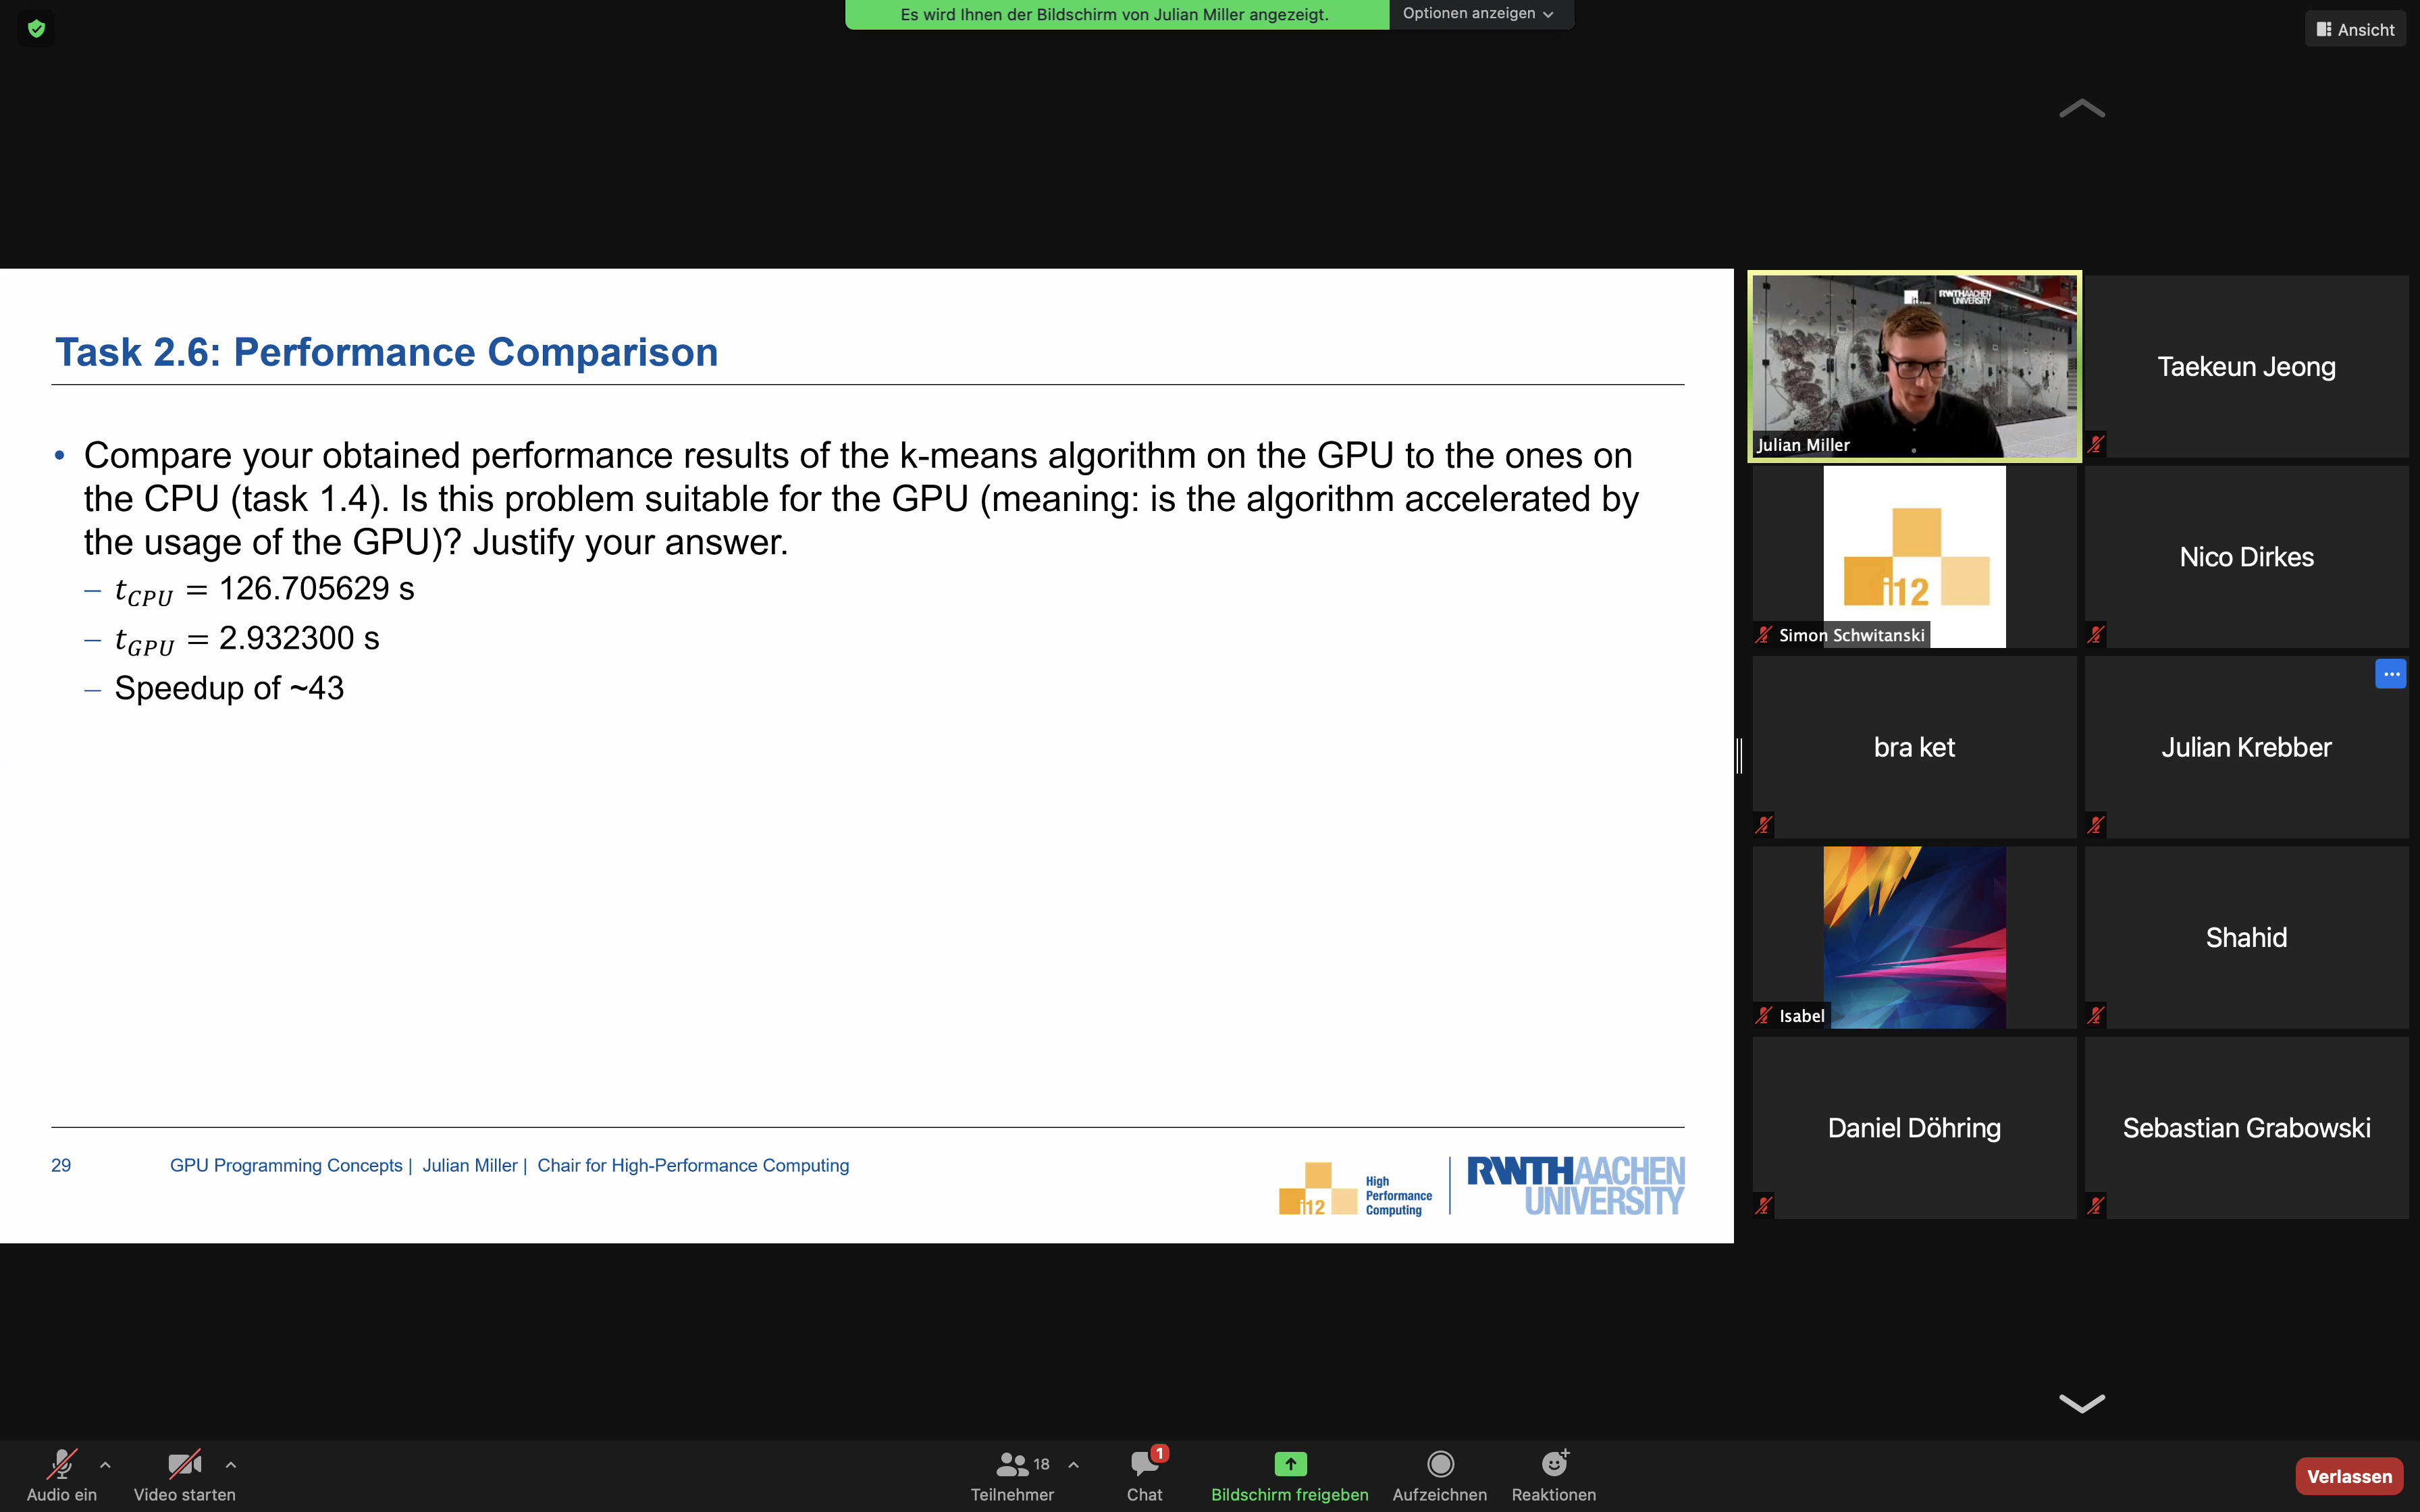 Es wird Ihnen der Bildschirm von Julian Miller angezeigt.
Optionen anzeigen
Ansicht
Task 2.6: Performance Comparison
• Compare your obtained performance results of the k-means algorithm on the GPU to the ones on
the CPU (task 1.4). Is this problem suitable for the GPU (meaning: is the algorithm accelerated by
the usage of the GPU)? Justify your answer.
– t_CPU = 126.705629 s
– t_GPU = 2.932300 s
– Speedup of ~43
29
GPU Programming Concepts | Julian Miller | Chair for High-Performance Computing
i12
High
Performance
Computing
RWTHAACHEN
UNIVERSITY
RWTHAACHEN
UNIVERSITY
Julian Miller
Taekeun Jeong
i12
Simon Schwitanski
Nico Dirkes
bra ket
Julian Krebber
Isabel
Shahid
Daniel Döhring
Sebastian Grabowski
Audio ein
Video starten
18
Teilnehmer
1
Chat
Bildschirm freigeben
Aufzeichnen
Reaktionen
Verlassen